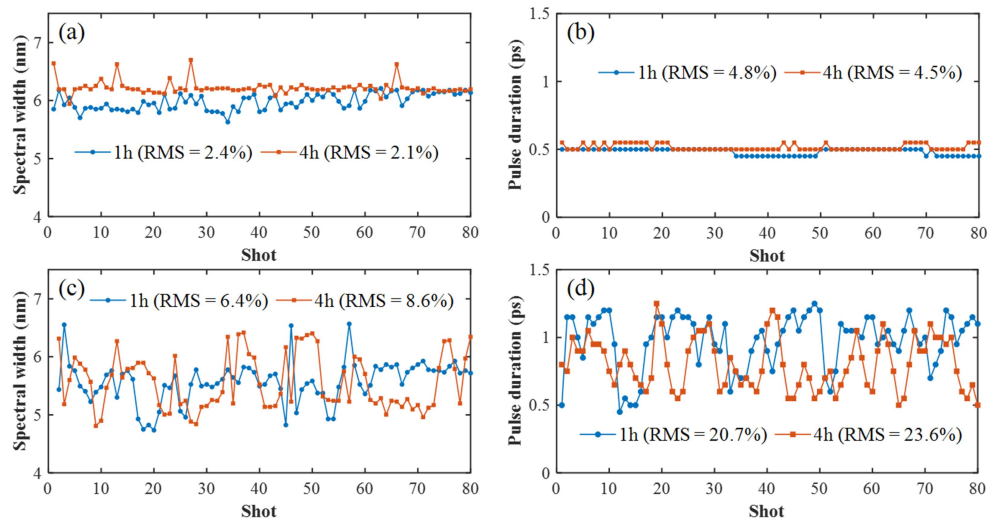 (a)
Spectral width (nm)
7
6
5
4
1h (RMS = 2.4%) 4h (RMS = 2.1%)
0 10 20 30 40 50 60 70 80
Shot
(b)
Pulse duration (ps)
1.5
1
0.5
0
1h (RMS = 4.8%) 4h (RMS = 4.5%)
0 10 20 30 40 50 60 70 80
Shot
(c)
Spectral width (nm)
7
6
5
4
1h (RMS = 6.4%) 4h (RMS = 8.6%)
0 10 20 30 40 50 60 70 80
Shot
(d)
Pulse duration (ps)
1.5
1
0.5
0
1h (RMS = 20.7%) 4h (RMS = 23.6%)
0 10 20 30 40 50 60 70 80
Shot